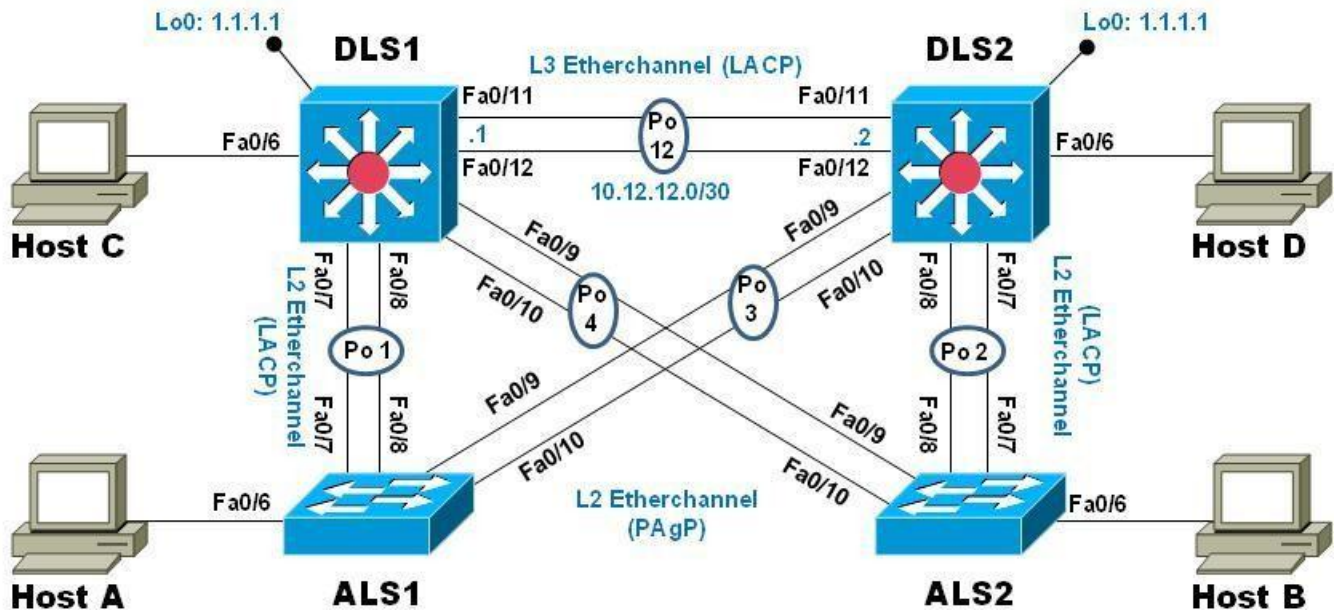 Lo0: 1.1.1.1
Lo0: 1.1.1.1
DLS1
DLS2
L3 Etherchannel (LACP)
Fa0/11
Fa0/11
Fa0/6
.1
Po
12
.2
Fa0/6
Fa0/12
Fa0/12
10.12.12.0/30
Host C
Host D
Fa0/9
Fa0/9
Fa0/7
Fa0/8
L2 Etherchannel
(LACP)
Fa0/10
Po
4
Po
3
Fa0/10
Fa0/8
Fa0/7
L2 Etherchannel
(LACP)
Po 1
Po 2
Fa0/7
Fa0/8
Fa0/9
Fa0/10
Fa0/9
Fa0/10
Fa0/8
Fa0/7
Fa0/6
L2 Etherchannel
(PAgP)
Fa0/6
Host A
ALS1
ALS2
Host B